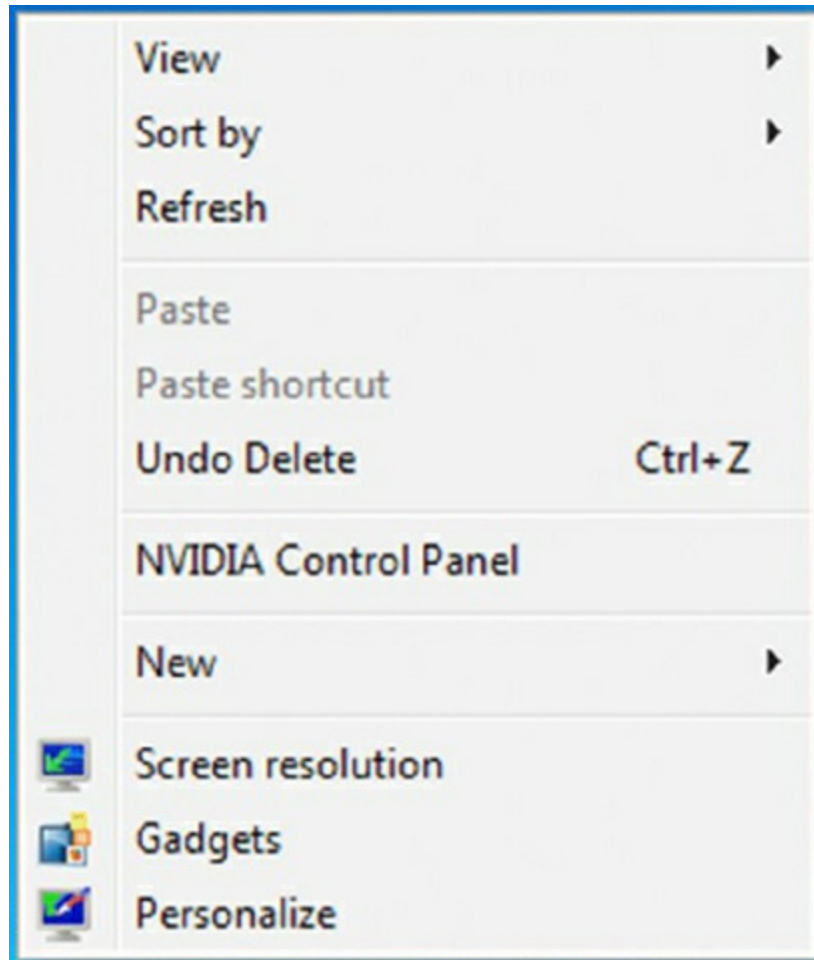 View
Sort by
Refresh
Paste
Paste shortcut
Undo Delete Ctrl+Z
NVIDIA Control Panel
New
Screen resolution
Gadgets
Personalize